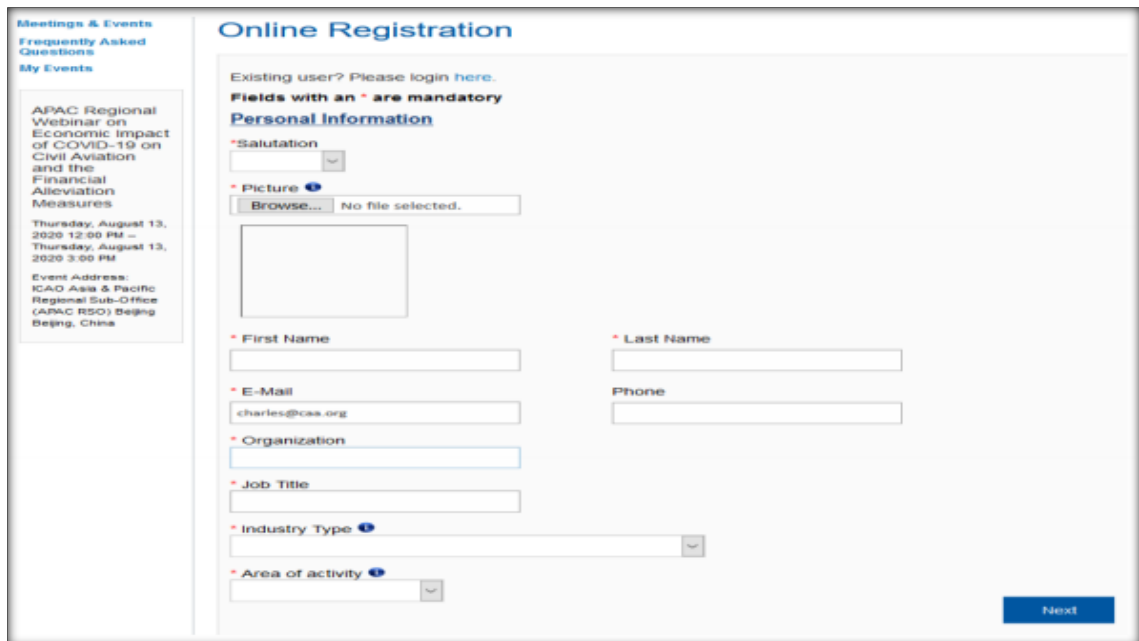 Meetings & Events
Frequently Asked
Questions
My Events
APAC Regional
Webinar on
Economic Impact
of COVID-19 on
Civil Aviation
and the
Financial
Alleviation
Measures
Thursday, August 13,
2020 12:00 PM –
Thursday, August 13,
2020 3:00 PM
Event Address:
ICAO Asia & Pacific
Regional Sub-Office
(APAC RSO) Beijing
Beijing, China
Online Registration
Existing user? Please login here.
Fields with an * are mandatory
Personal Information
*Salutation
* Picture
Browse... No file selected.
* First Name
* Last Name
* E-Mail
Phone
charles@caa.org
* Organization
* Job Title
* Industry Type
* Area of activity
Next